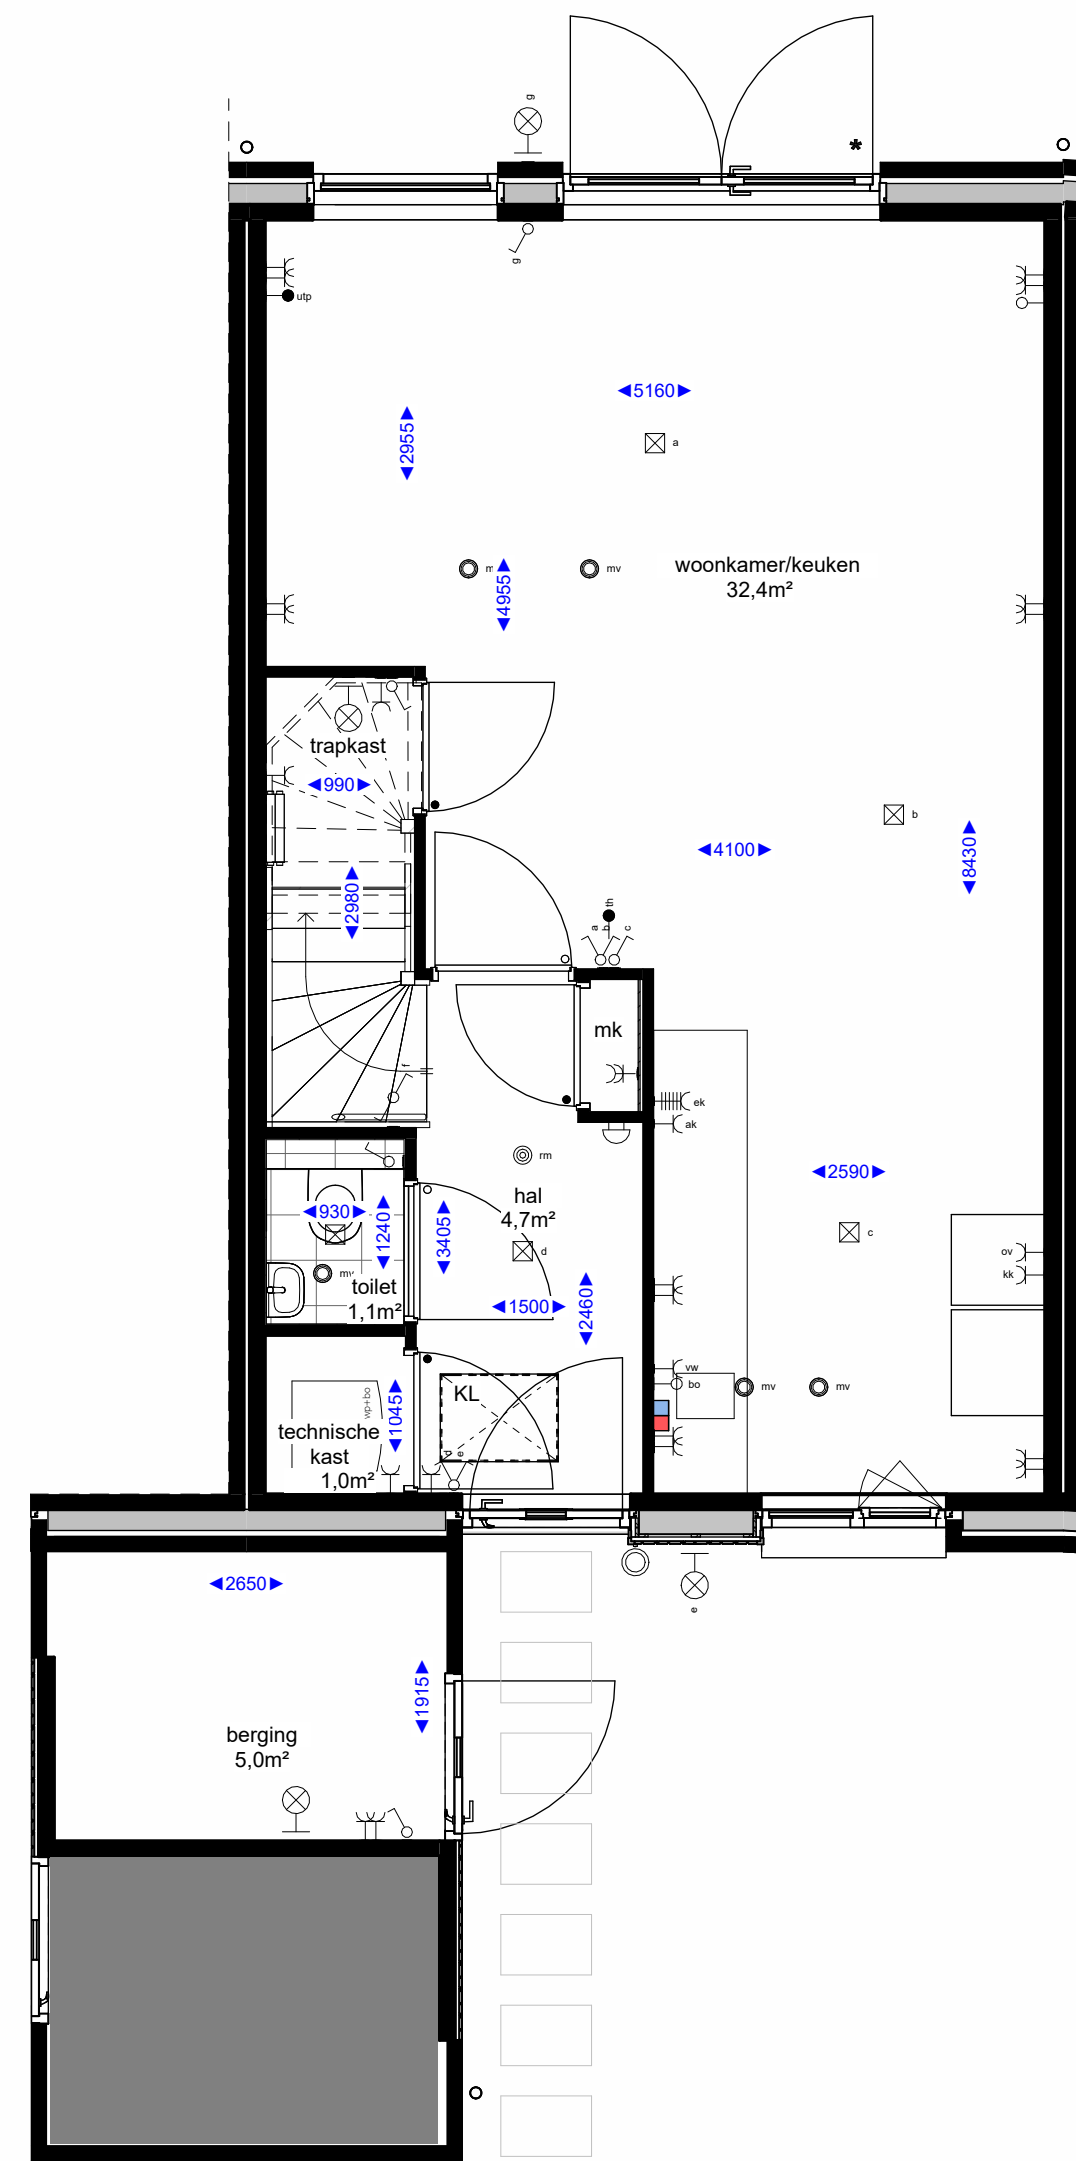 g
*
g
utp
5160
2955
a
4955
mv
woonkamer/keuken
32,4m²
trapkast
990
b
4100
8430
2980
th
a
b
c
mk
f
ek
ak
rm
2590
hal
4,7m²
930
1240
3405
d
c
ov
kk
mv
toilet
1,1m²
1500
2460
vw
bo
mv
mv
KL
wp+bo
1045
technische
kast
1,0m²
d
e
2650
e
1915
berging
5,0m²